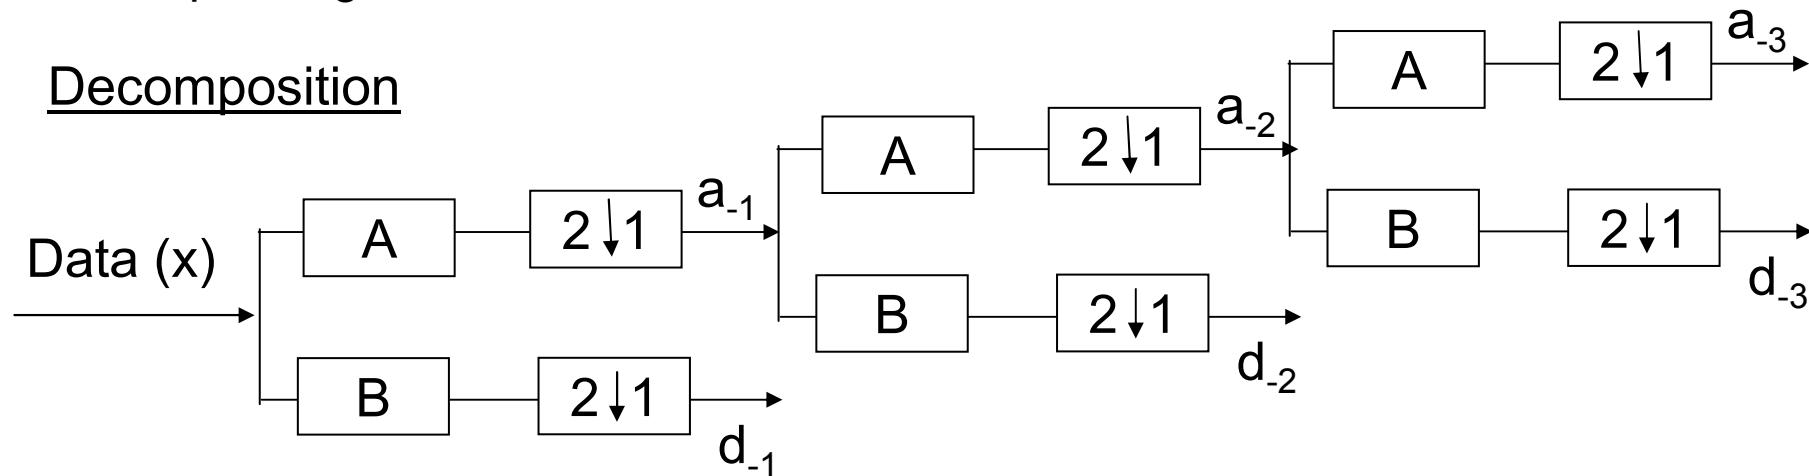 Decomposition
Data (x)
A
2↓1
a-1
B
2↓1
d-1
A
2↓1
a-2
B
2↓1
d-2
A
2↓1
a-3
B
2↓1
d-3